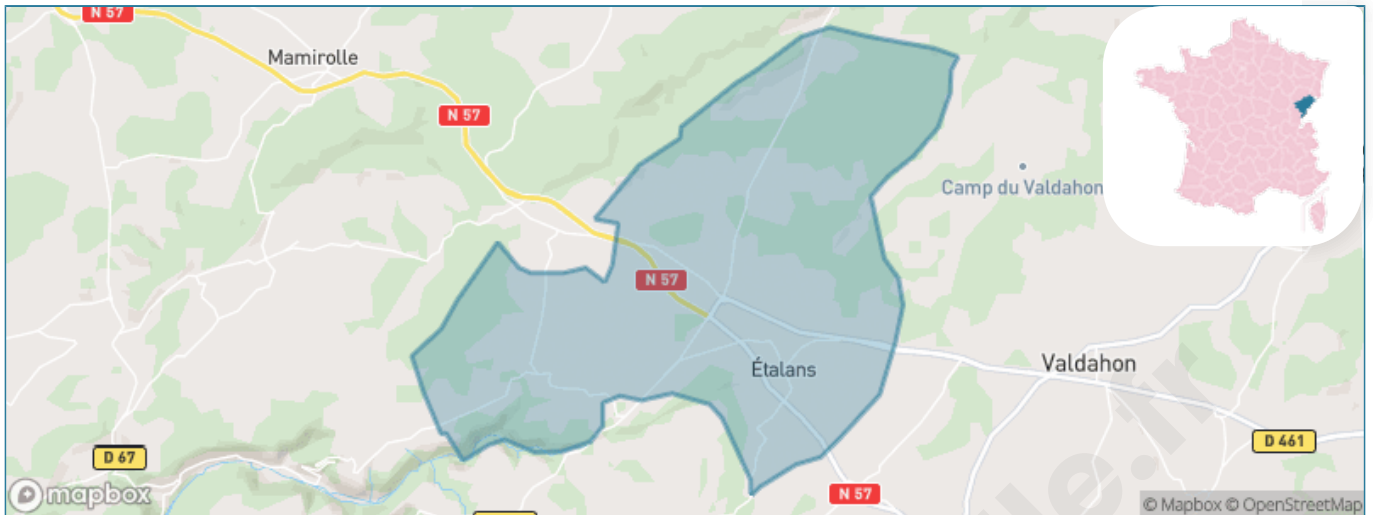 N 57
Mamirolle
N 57
Camp du Valdahon
N 57
Étalans
Valdahon
D 461
D 67
N 57
mapbox
© Mapbox © OpenStreetMap